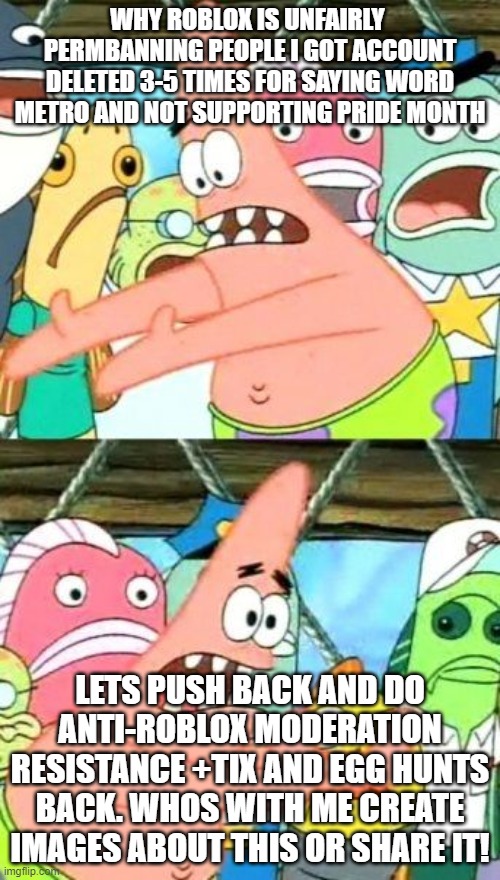 WHY ROBLOX IS UNFAIRLY
PERMBANNING PEOPLE I GOT ACCOUNT
DELETED 3-5 TIMES FOR SAYING WORD
METRO AND NOT SUPPORTING PRIDE MONTH
LETS PUSH BACK AND DO
ANTI-ROBLOX MODERATION
RESISTANCE +TIX AND EGG HUNTS
BACK. WHOS WITH ME CREATE
IMAGES ABOUT THIS OR SHARE IT!
imgflip.com